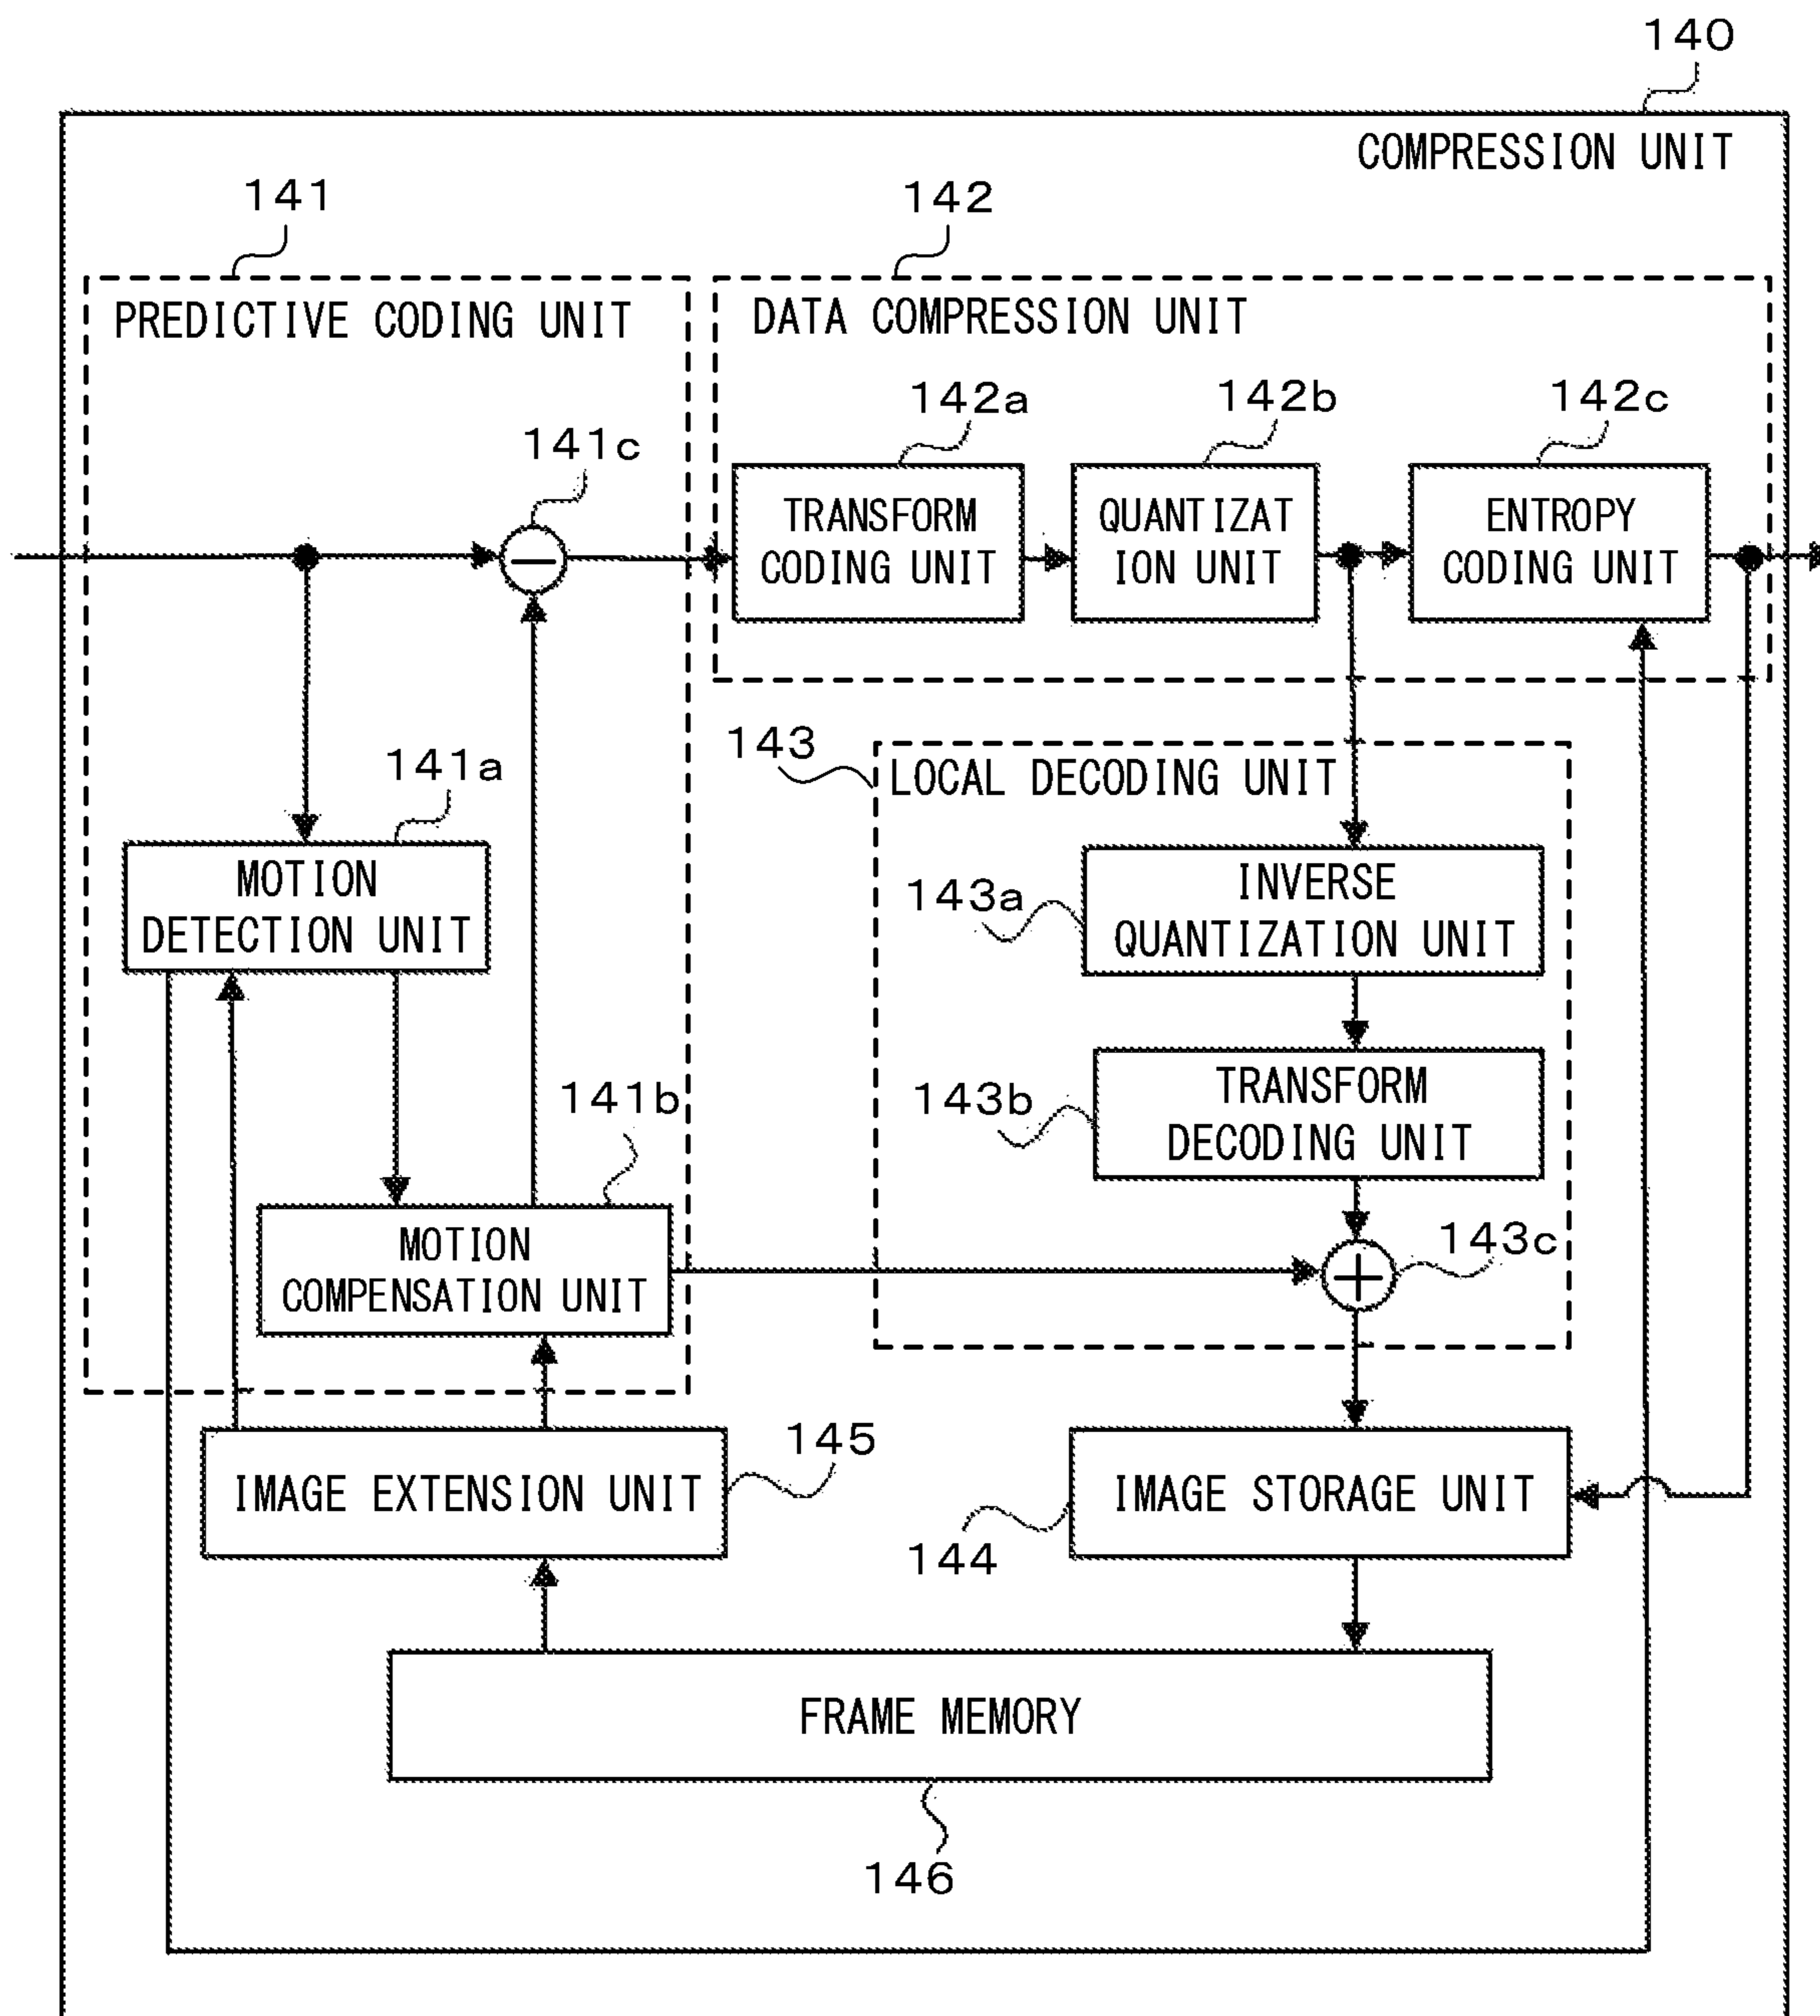 140
COMPRESSION UNIT
141
142
PREDICTIVE CODING UNIT
DATA COMPRESSION UNIT
142a
142b
142c
141c
TRANSFORM
CODING UNIT
QUANTIZAT
ION UNIT
ENTROPY
CODING UNIT
143
LOCAL DECODING UNIT
141a
MOTION
DETECTION UNIT
143a
INVERSE
QUANTIZATION UNIT
143b
TRANSFORM
DECODING UNIT
141b
MOTION
COMPENSATION UNIT
143c
145
IMAGE EXTENSION UNIT
IMAGE STORAGE UNIT
144
FRAME MEMORY
146